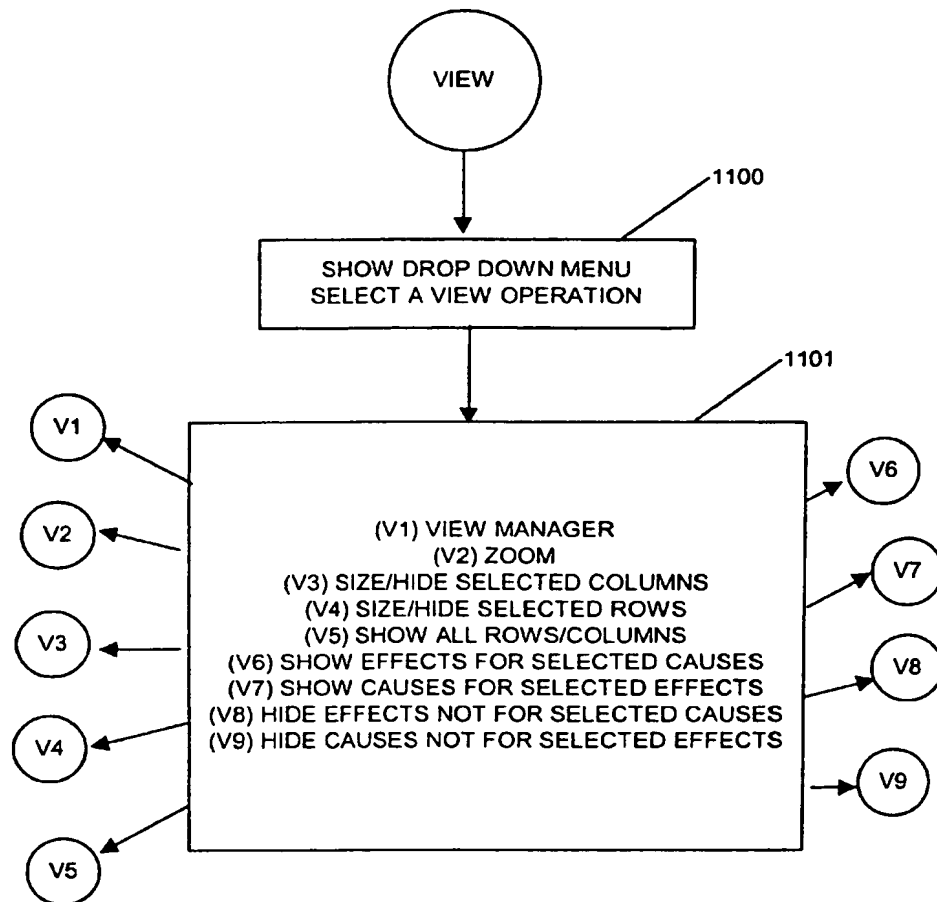 VIEW
1100
SHOW DROP DOWN MENU
SELECT A VIEW OPERATION
1101
V1
V2
V3
V4
V5
(V1) VIEW MANAGER
(V2) ZOOM
(V3) SIZE/HIDE SELECTED COLUMNS
(V4) SIZE/HIDE SELECTED ROWS
(V5) SHOW ALL ROWS/COLUMNS
(V6) SHOW EFFECTS FOR SELECTED CAUSES
(V7) SHOW CAUSES FOR SELECTED EFFECTS
(V8) HIDE EFFECTS NOT FOR SELECTED CAUSES
(V9) HIDE CAUSES NOT FOR SELECTED EFFECTS
V6
V7
V8
V9